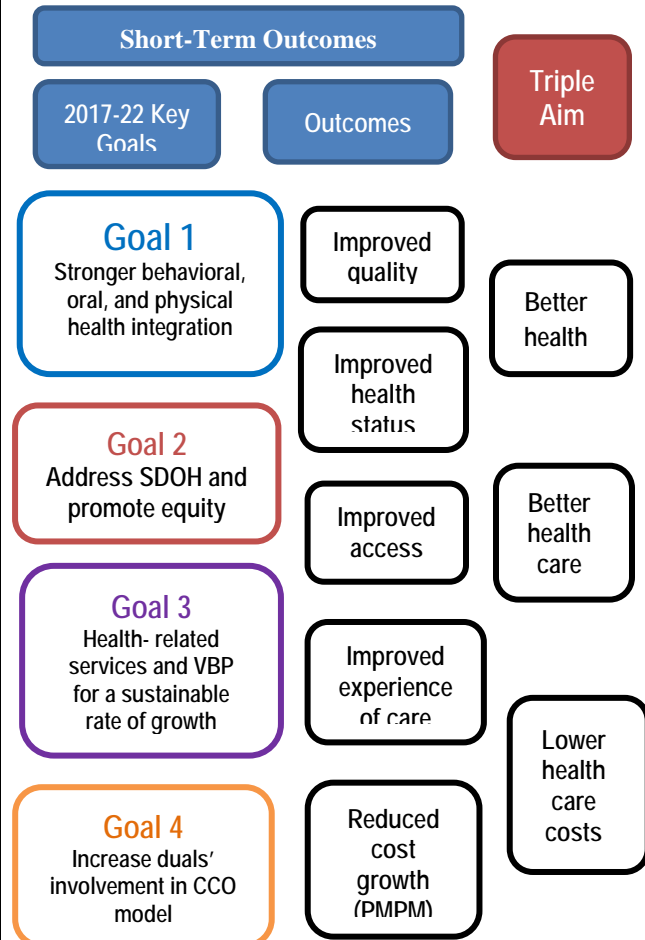 Short-Term Outcomes
Triple
Aim
2017-22 Key
Goals
Outcomes
Goal 1
Stronger behavioral,
oral, and physical
health integration
Improved
quality
Better
health
Improved
health
status
Goal 2
Address SDOH and
promote equity
Improved
access
Better
health
care
Goal 3
Health- related
services and VBP
for a sustainable
rate of growth
Improved
experience
of care
Lower
health
care
costs
Goal 4
Increase duals'
involvement in CCO
model
Reduced
cost
growth
(PMPM)